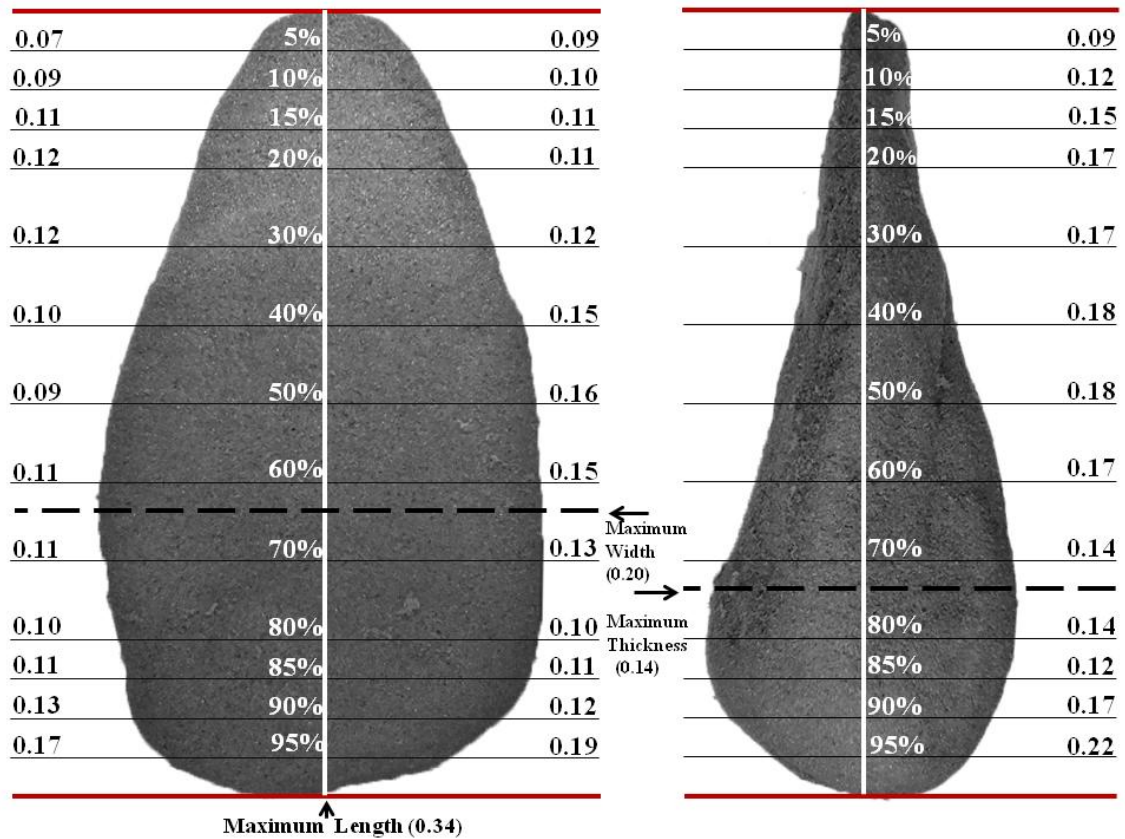 0.07 5% 0.09
0.09 10% 0.10
0.11 15% 0.11
0.12 20% 0.11
0.12 30% 0.12
0.10 40% 0.15
0.09 50% 0.16
0.11 60% 0.15
0.11 70% 0.13
0.10 80% 0.10
0.11 85% 0.11
0.13 90% 0.12
0.17 95% 0.19
Maximum Length (0.34)
Maximum
Width
(0.20)
Maximum
Thickness
(0.14)
5% 0.09
10% 0.12
15% 0.15
20% 0.17
30% 0.17
40% 0.18
50% 0.18
60% 0.17
70% 0.14
80% 0.14
85% 0.12
90% 0.17
95% 0.22